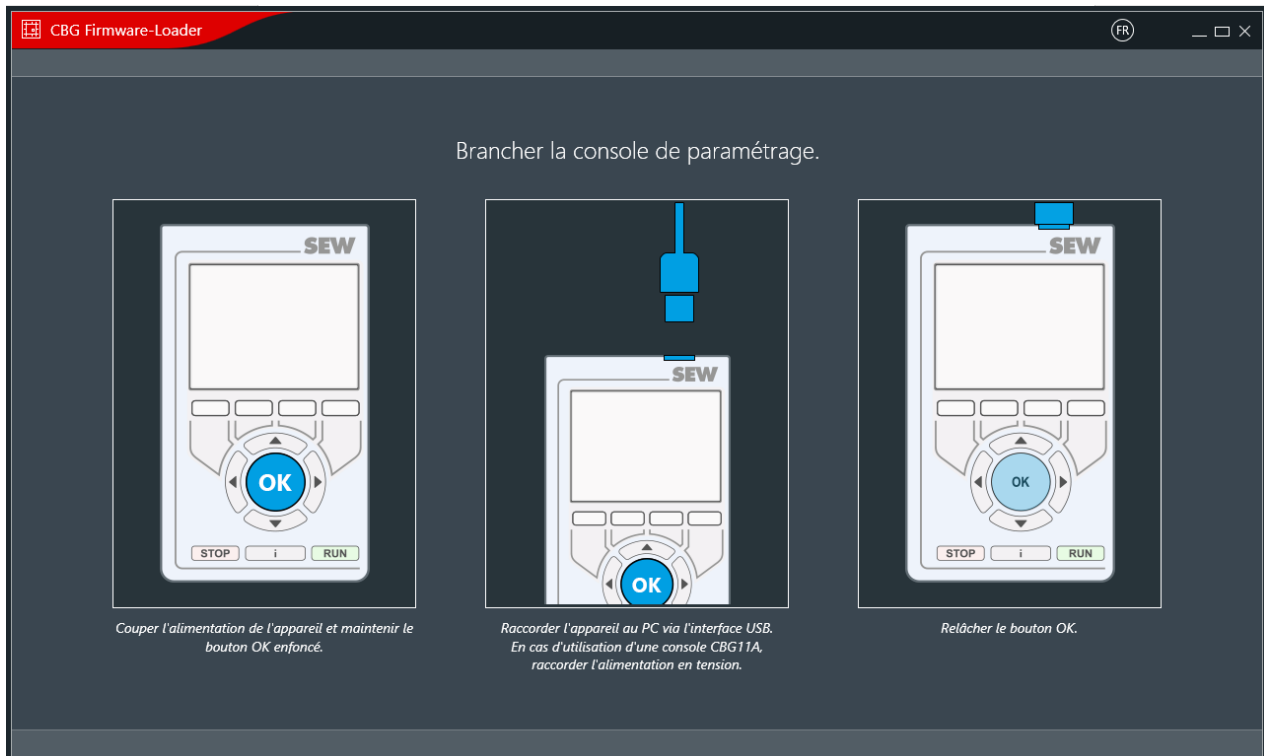 CBG Firmware-Loader
FR
Brancher la console de paramétrage.
SEW
OK
STOP i RUN
Couper l'alimentation de l'appareil et maintenir le
bouton OK enfoncé.
SEW
OK
Raccorder l'appareil au PC via l'interface USB.
En cas d'utilisation d'une console CBG11A,
raccorder l'alimentation en tension.
SEW
OK
STOP i RUN
Relâcher le bouton OK.